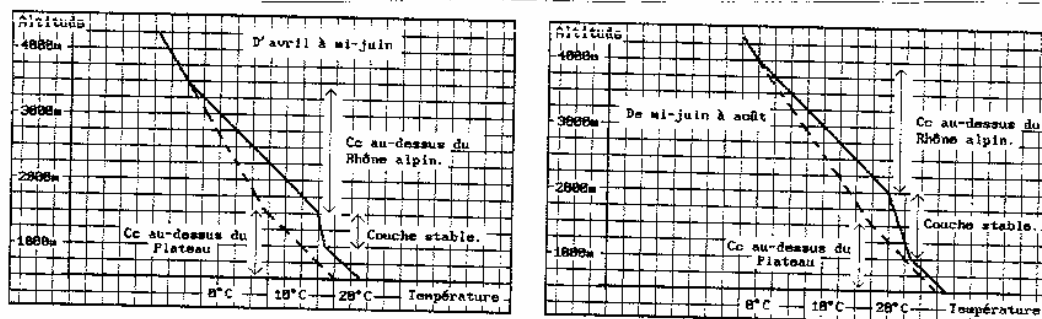 Altitude
4000m
D'avril à mi-juin
3000m
Cc au-dessus du
Rhône alpin.
2000m
Cc au-dessus du
Plateau
Couche stable.
1000m
0°C
10°C
20°C
Température
Altitude
4000m
Cc au-dessus du
Rhône alpin.
De mi-juin à août
3000m
2000m
Couche stable.
Cc au-dessus du
Plateau
1000m
0°C
10°C
20°C
Température